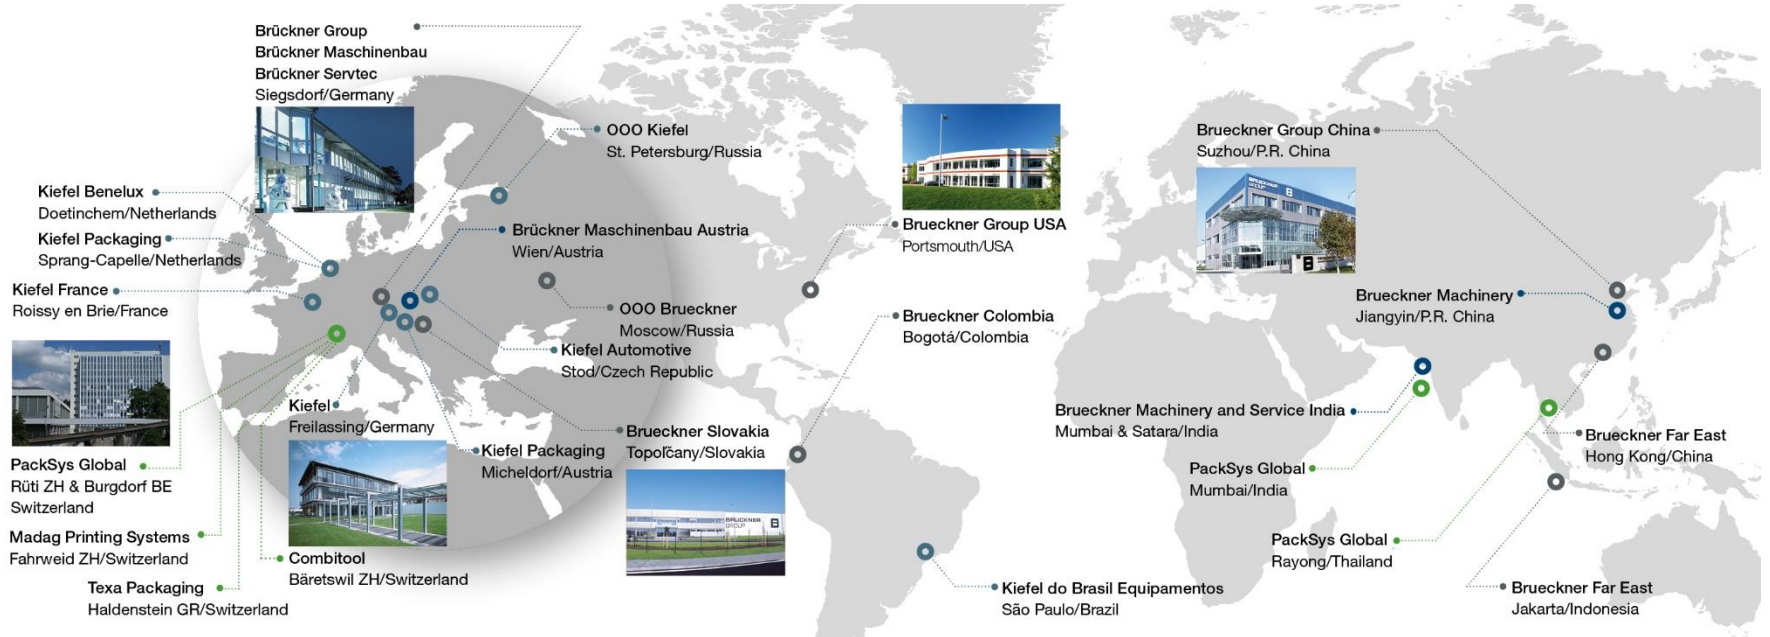 Brückner Group
Brückner Maschinenbau
Brückner Servtec
Siegsdorf/Germany
OOO Kiefel
St. Petersburg/Russia
Kiefel Benelux
Doetinchem/Netherlands
Kiefel Packaging
Sprang-Capelle/Netherlands
Kiefel France
Roissy en Brie/France
Brückner Maschinenbau Austria
Wien/Austria
OOO Brueckner
Moscow/Russia
Kiefel Automotive
Stod/Czech Republic
Kiefel
Freilassing/Germany
Kiefel Packaging
Micheldorf/Austria
Brueckner Slovakia
Topoľčany/Slovakia
BRÜCKNER
GROUP
B
PackSys Global
Rüti ZH & Burgdorf BE
Switzerland
Madag Printing Systems
Fahrweid ZH/Switzerland
Texa Packaging
Haldenstein GR/Switzerland
Combitool
Bäretswil ZH/Switzerland
Brueckner Group USA
Portsmouth/USA
Brueckner Colombia
Bogotá/Colombia
Kiefel do Brasil Equipamentos
São Paulo/Brazil
Brueckner Group China
Suzhou/P.R. China
BRÜCKNER
GROUP
B
B
Brueckner Machinery
Jiangyin/P.R. China
Brueckner Machinery and Service India
Mumbai & Satara/India
PackSys Global
Mumbai/India
Brueckner Far East
Hong Kong/China
PackSys Global
Rayong/Thailand
Brueckner Far East
Jakarta/Indonesia